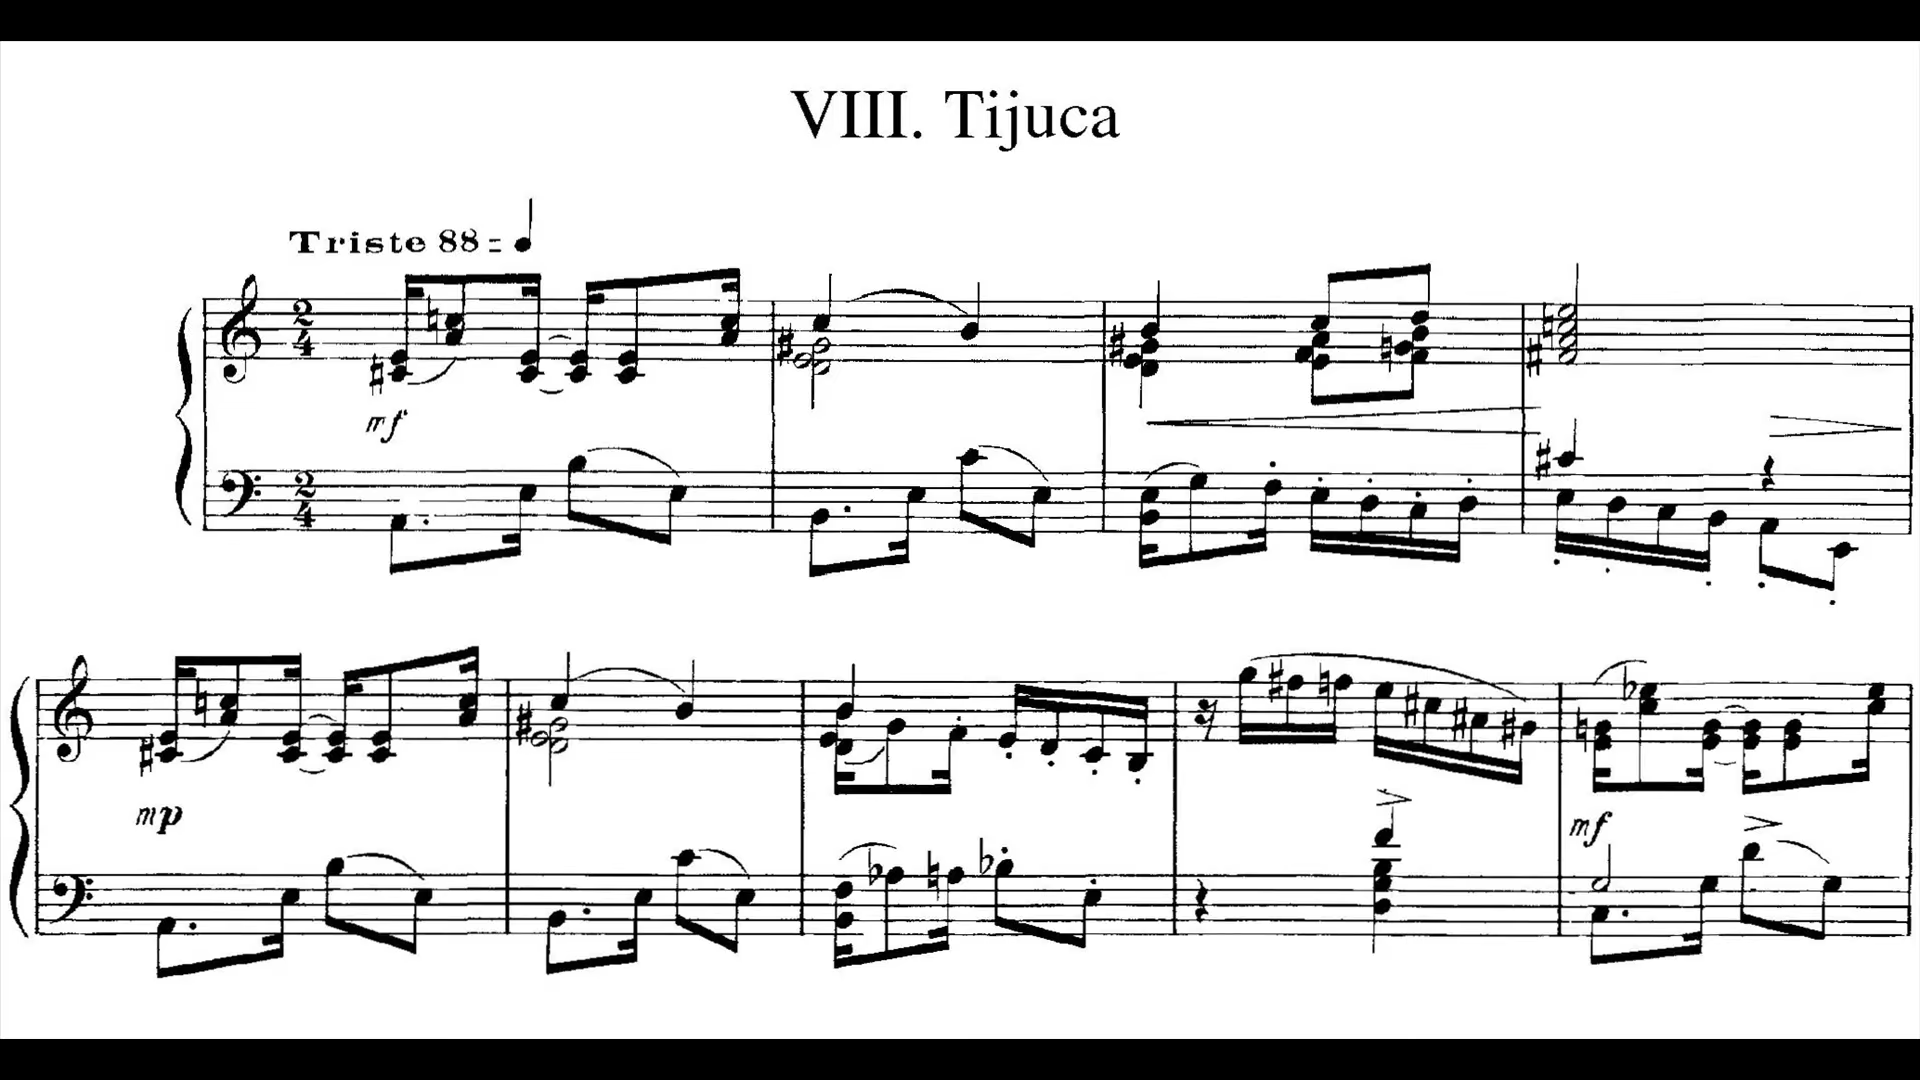 VIII. Tijuca
Triste 88 = ♩
mf
mp
mf